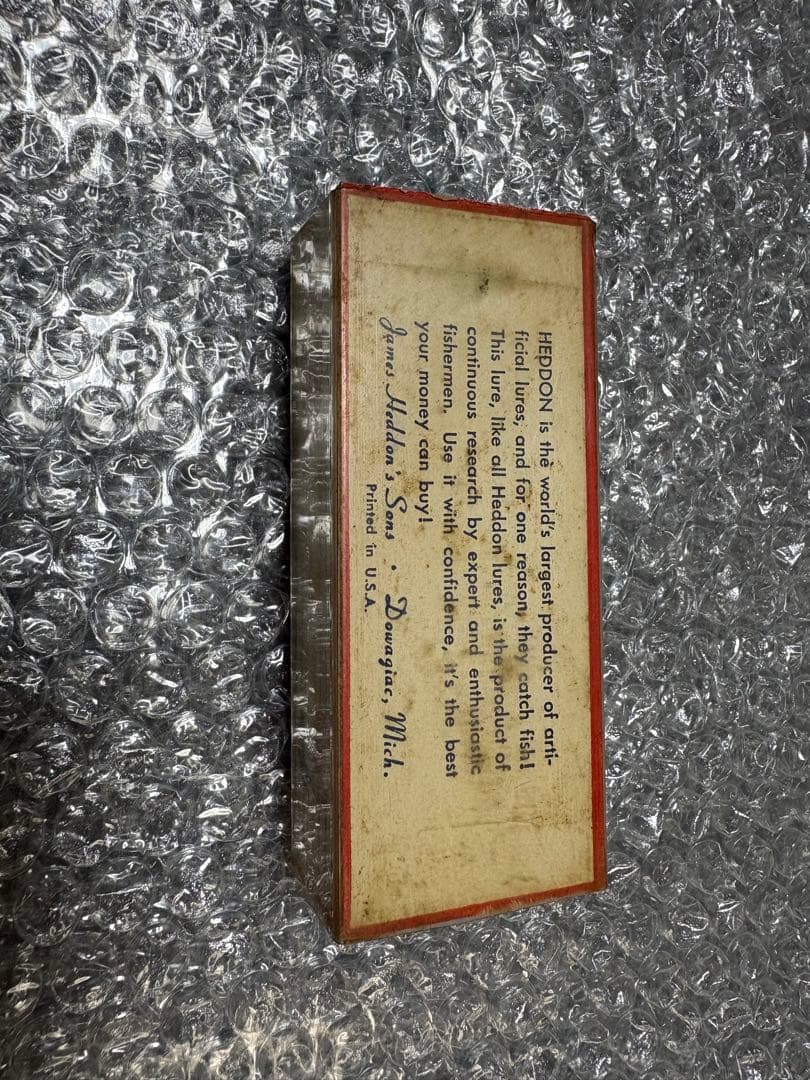 HEDDON is the world's largest producer of arti-
ficial lures, and for one reason, they catch fish!
This lure, like all Heddon lures, is the product of
continuous research by expert and enthusiastic
fishermen. Use it with confidence, it's the best
your money can buy!
James Heddon's Sons • Dowagiac, Mich.
Printed in U.S.A.